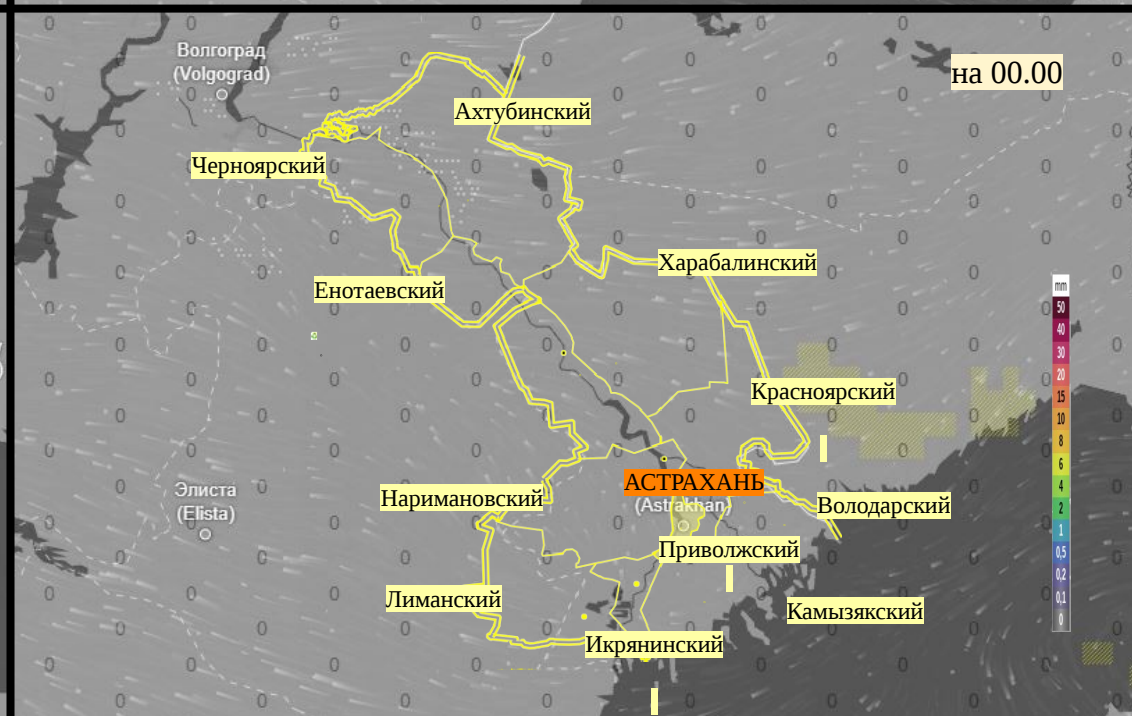 Волгоград
(Volgograd)
на 00.00
Ахтубинский
Черноярский
Харабалинский
Енотаевский
mm
50
40
30
20
15
10
8
6
4
2
1
0,5
0,2
0,1
0
Красноярский
АСТРАХАНЬ
(Astrakhan)
Элиста
(Elista)
Наримановский
Володарский
Приволжский
Лиманский
Камызякский
Икрянинский